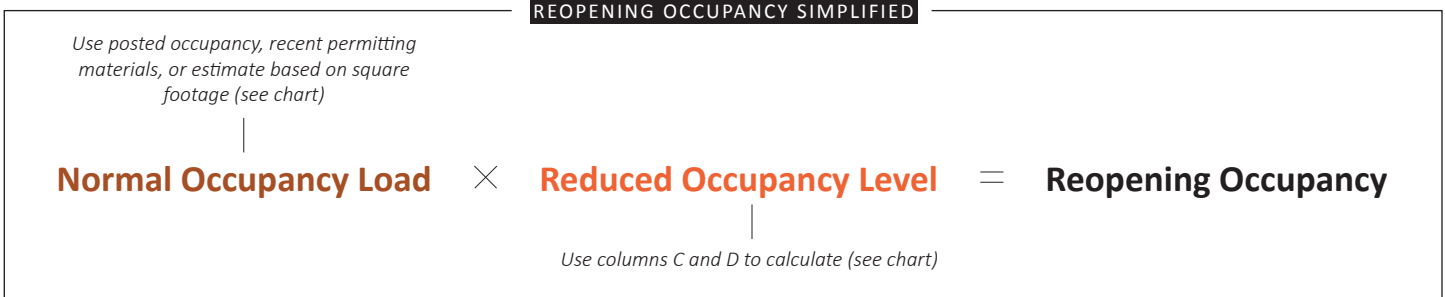 REOPENING OCCUPANCY SIMPLIFIED
Use posted occupancy, recent permitting
materials, or estimate based on square
footage (see chart)
Normal Occupancy Load × Reduced Occupancy Level = Reopening Occupancy
Use columns C and D to calculate (see chart)